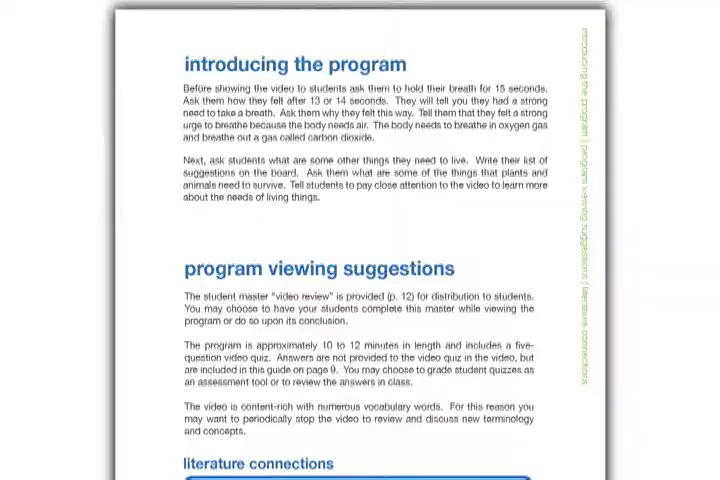 introducing the program
Before showing the video to students ask them to hold their breath for 15 seconds.
Ask them how they felt after 13 or 14 seconds. They will tell you they had a strong
need to take a breath. Ask them why they felt this way. Tell them that they felt a strong
urge to breathe because the body needs air. The body needs to breathe in oxygen gas
and breathe out a gas called carbon dioxide.
Next, ask students what are some other things they need to live. Write their list of
suggestions on the board. Ask them what are some of the things that plants and
animals need to survive. Tell students to pay close attention to the video to learn more
about the needs of living things.
program viewing suggestions
The student master "video review" is provided (p. 12) for distribution to students.
You may choose to have your students complete this master while viewing the
program or do so upon its conclusion.
The program is approximately 10 to 12 minutes in length and includes a five-
question video quiz. Answers are not provided to the video quiz in the video, but
are included in this guide on page 9. You may choose to grade student quizzes as
an assessment tool or to review the answers in class.
The video is content-rich with numerous vocabulary words. For this reason you
may want to periodically stop the video to review and discuss new terminology
and concepts.
literature connections
introducing the program | program viewing suggestions | literature connections